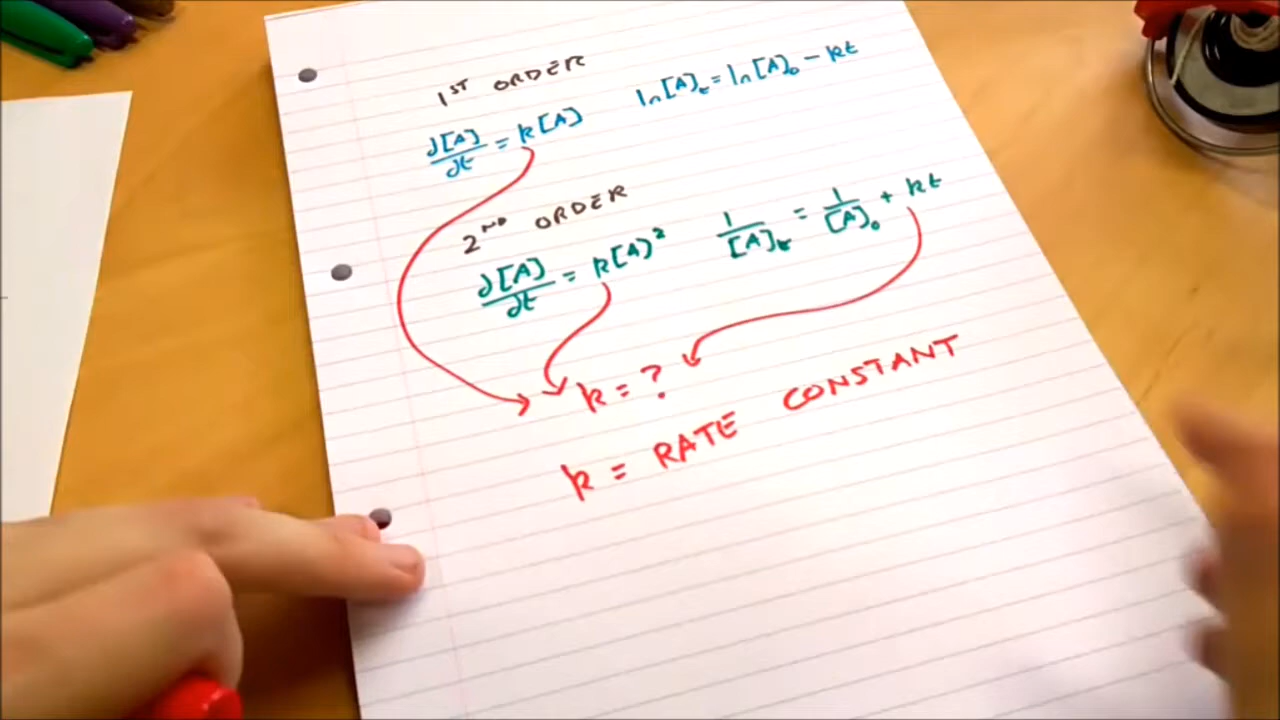 1ST ORDER
d[A]/dt = k[A] ln[A]t = ln[A]0 - kt
2ND ORDER
d[A]/dt = k[A]² 1/[A]t = 1/[A]0 + kt
k = ?
k = RATE CONSTANT